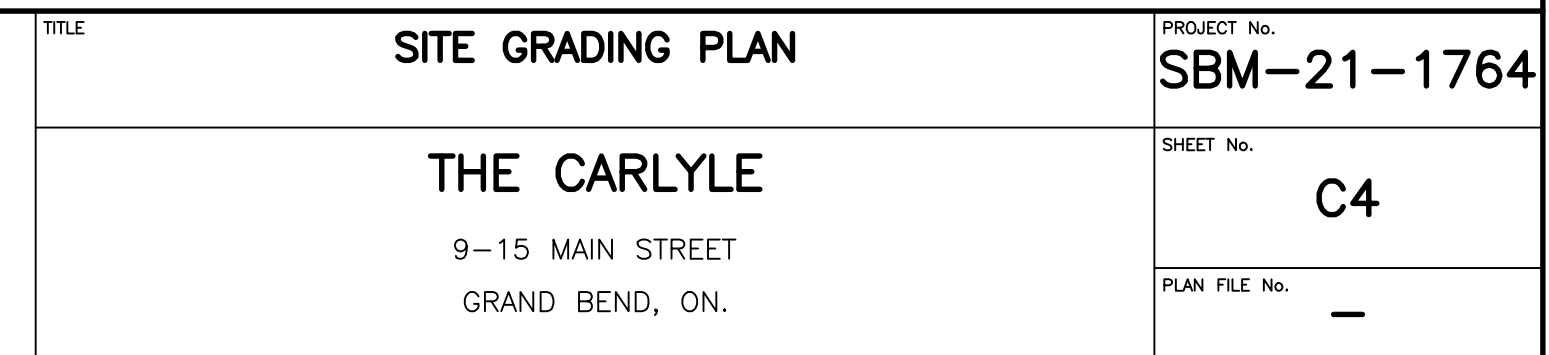 TITLE
SITE GRADING PLAN
PROJECT No.
SBM-21-1764
THE CARLYLE
9-15 MAIN STREET
GRAND BEND, ON.
SHEET No.
C4
PLAN FILE No.
-